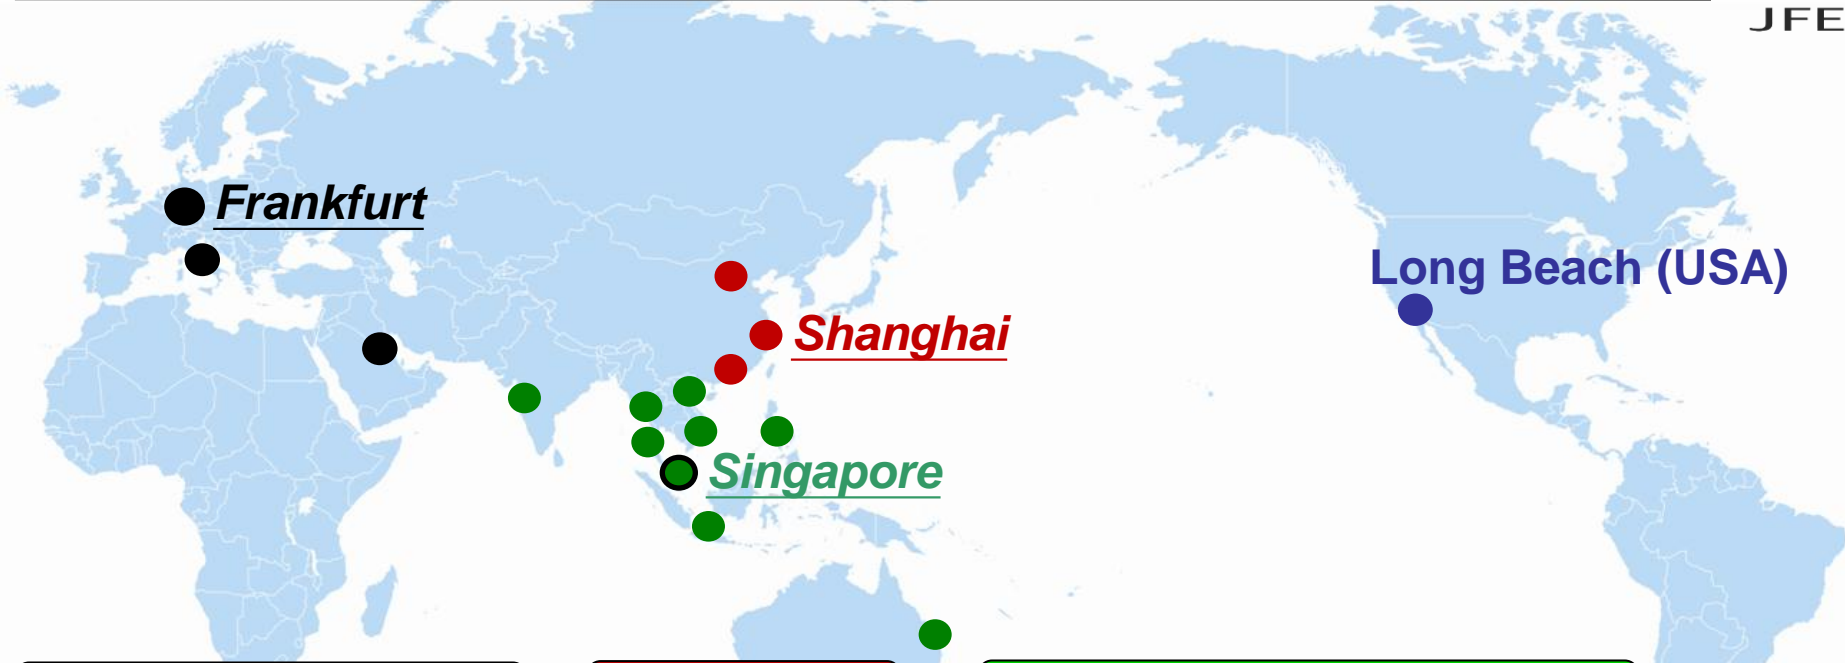 JFE
Frankfurt
Long Beach (USA)
Shanghai
Singapore